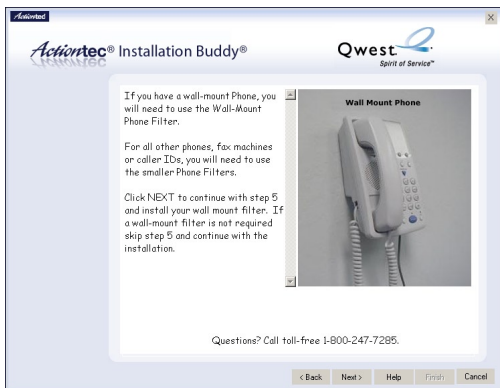 Actiontec
Actiontec® Installation Buddy®
Qwest
Spirit of Service™
If you have a wall-mount Phone, you
will need to use the Wall-Mount
Phone Filter.
For all other phones, fax machines
or caller IDs, you will need to use
the smaller Phone Filters.
Click NEXT to continue with step 5
and install your wall mount filter. If
a wall-mount filter is not required
skip step 5 and continue with the
installation.
Wall Mount Phone
Questions? Call toll-free 1-800-247-7285.
< Back Next > Help Finish Cancel